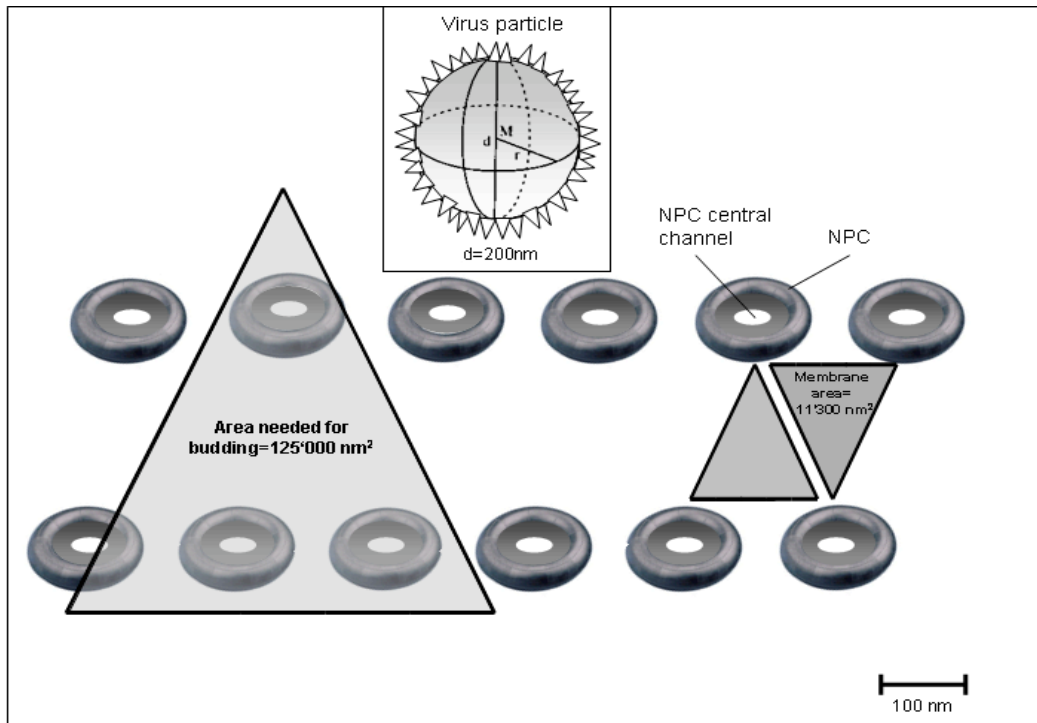 Virus particle
M
d
r
d=200nm
NPC central
channel
NPC
Membrane
area=
11'300 nm²
Area needed for
budding=125'000 nm²
100 nm